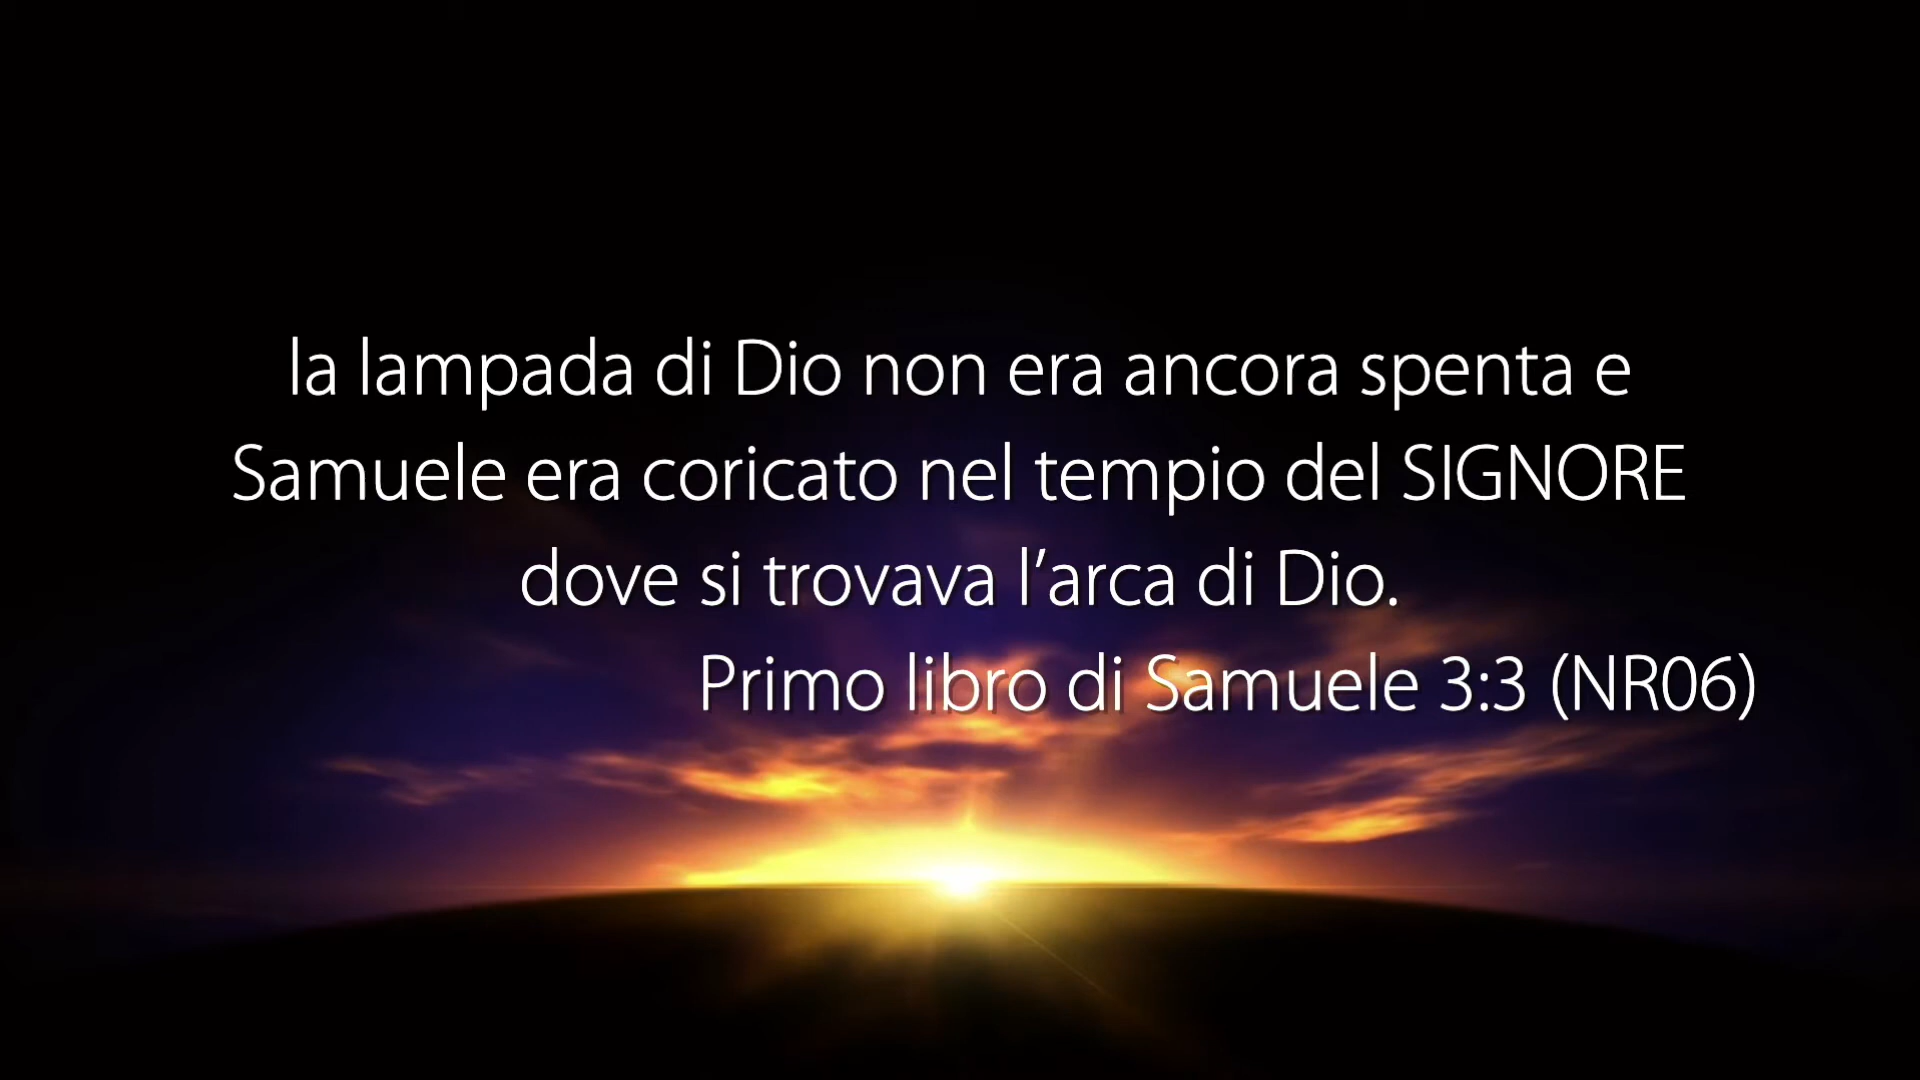 la lampada di Dio non era ancora spenta e
Samuele era coricato nel tempio del SIGNORE
dove si trovava l’arca di Dio.
Primo libro di Samuele 3:3 (NR06)